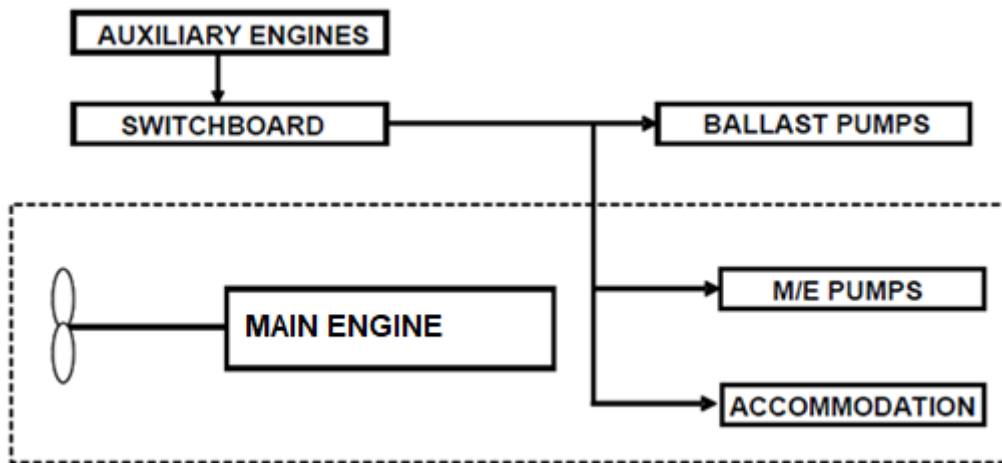 AUXILIARY ENGINES
SWITCHBOARD
BALLAST PUMPS
M/E PUMPS
MAIN ENGINE
ACCOMMODATION